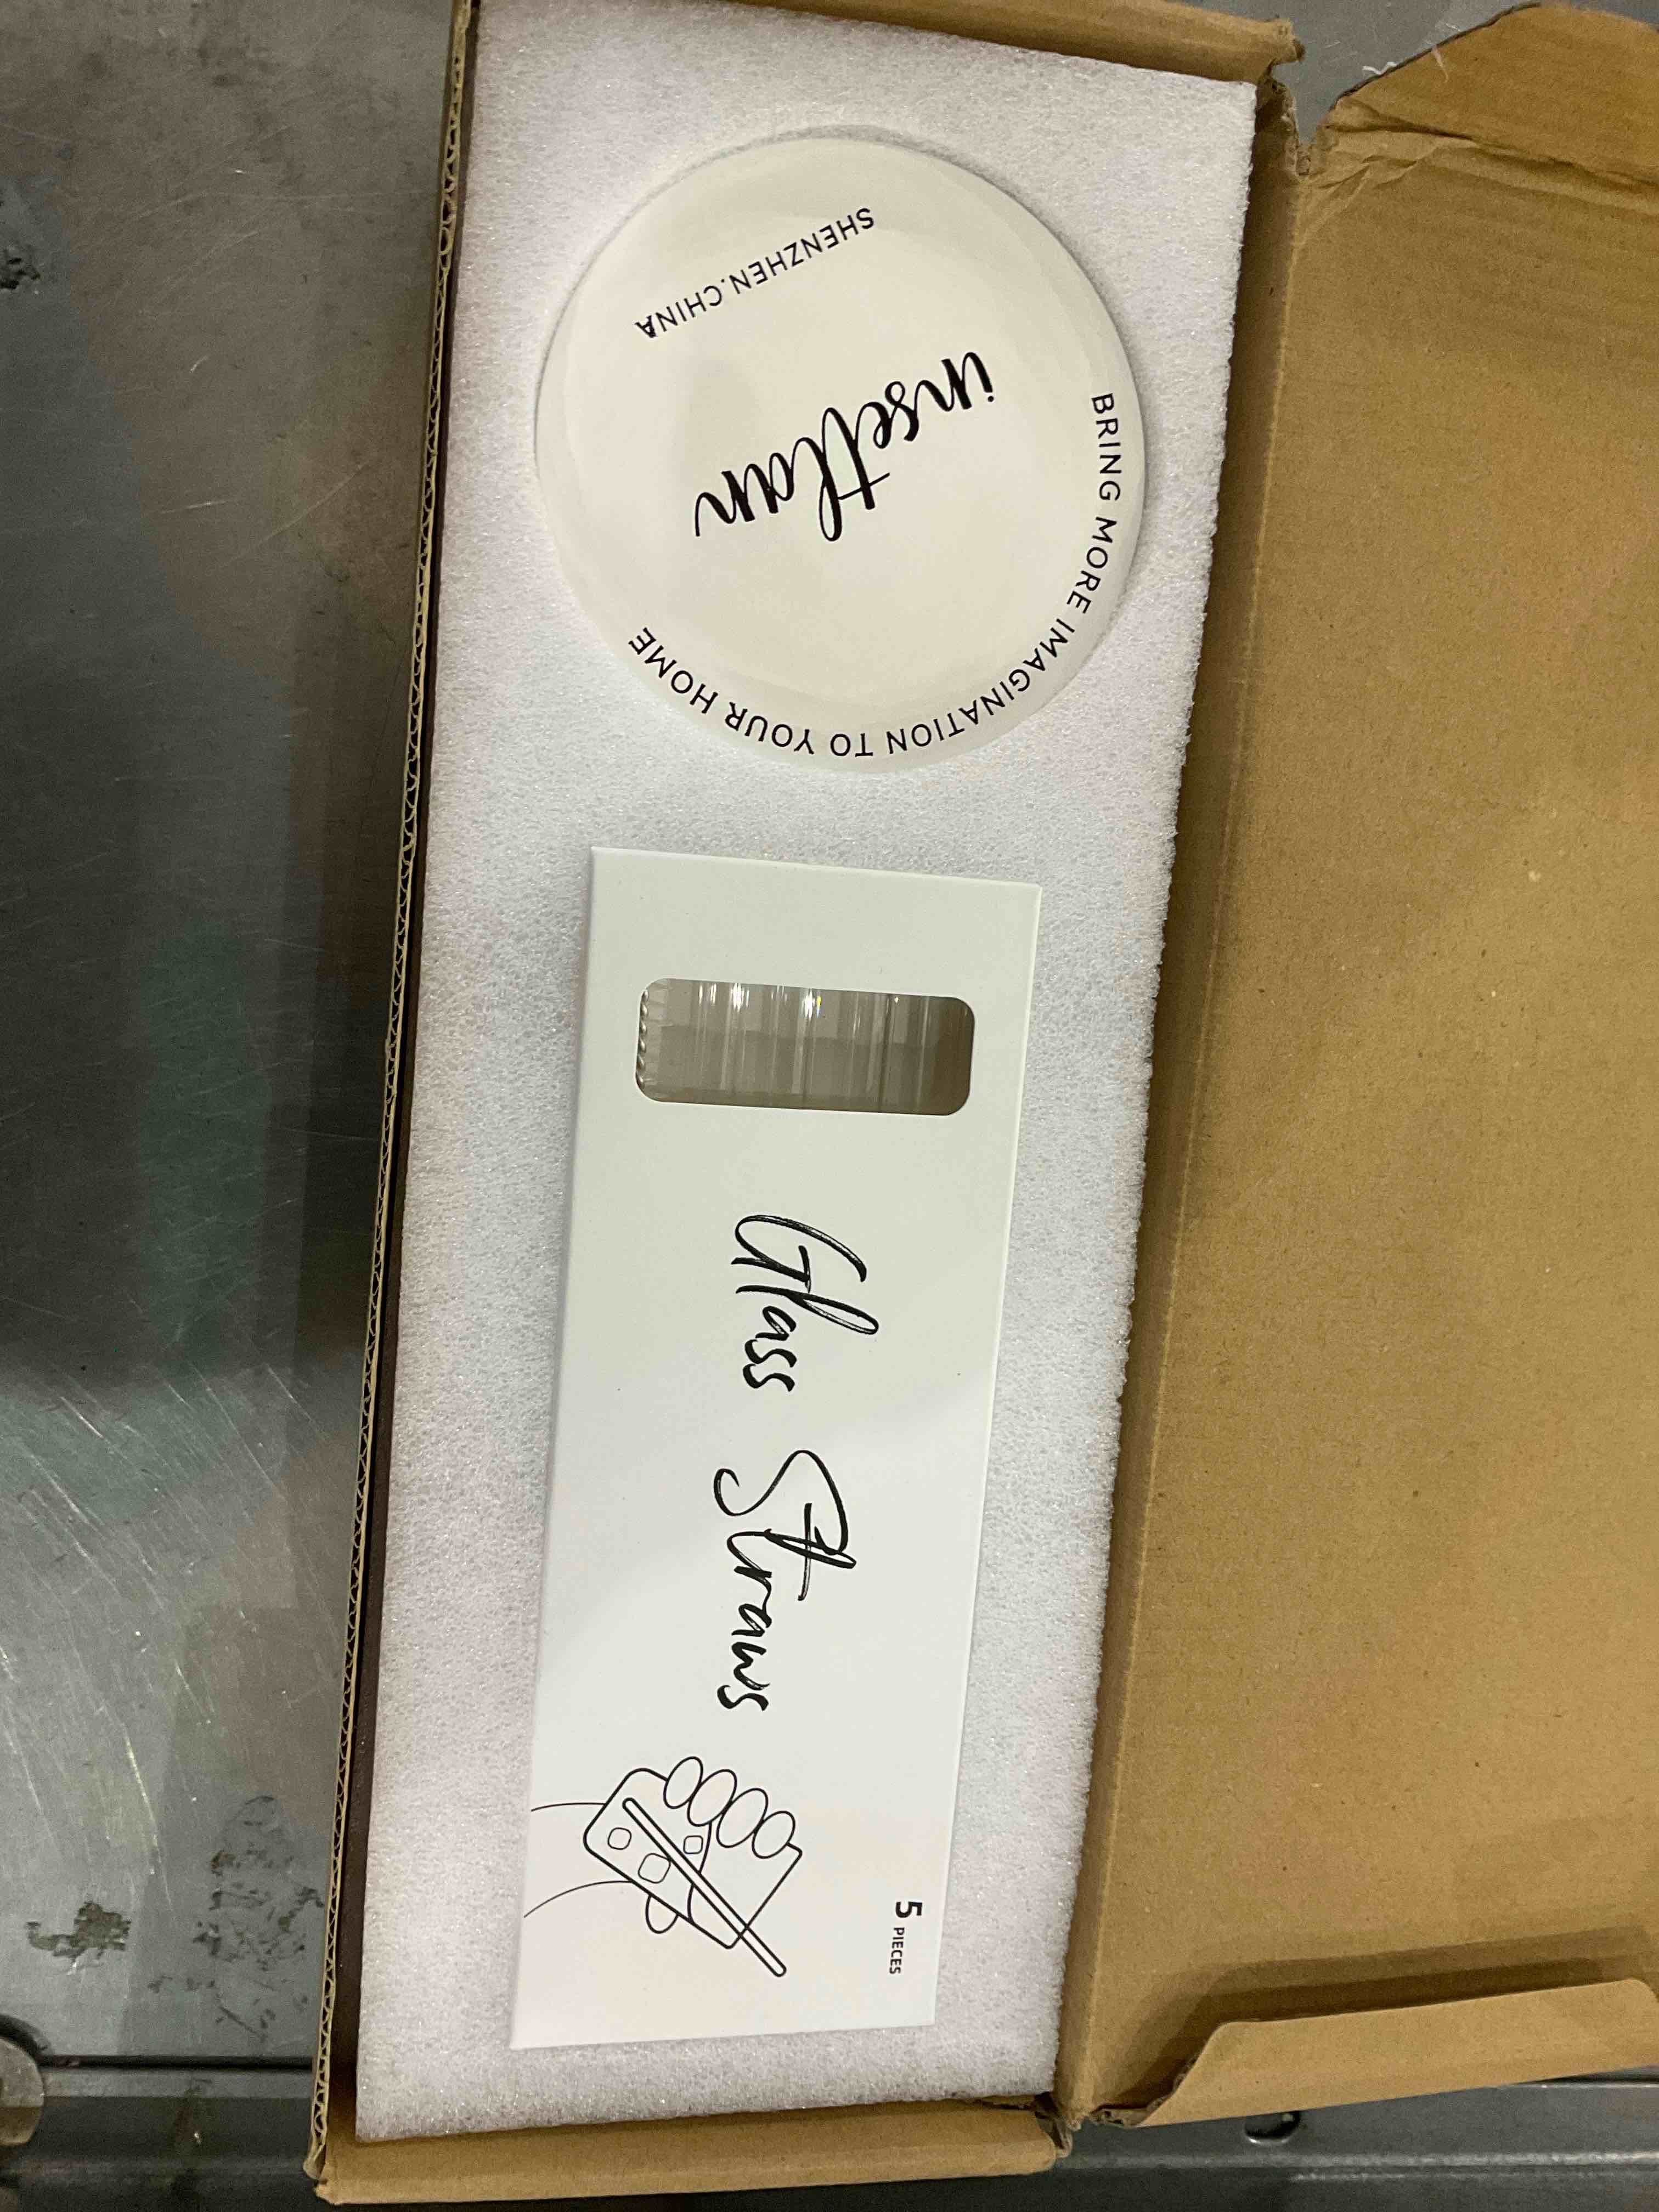 SHENZHEN.CHINA
insetlan
BRING MORE IMAGINATION TO YOUR HOME
Glass Straws
5 PIECES